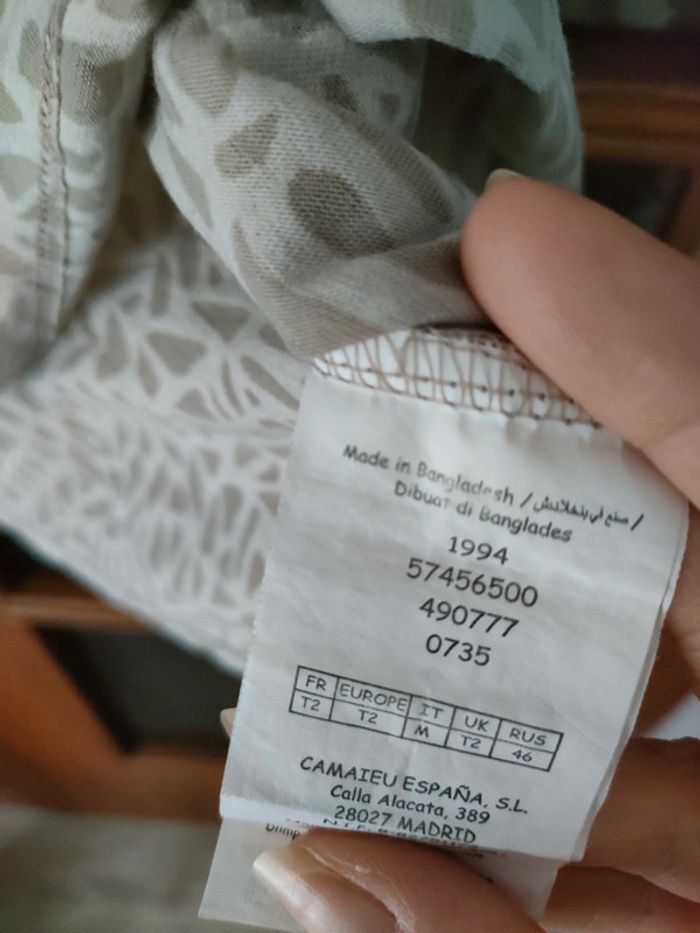 Made in Bangladesh / صنع في بنغلاديش /
Dibuat di Banglades
1994
57456500
490777
0735
FR EUROPE IT UK RUS
T2 T2 M T2 46
CAMAIEU ESPAÑA, S.L.
Calla Alacata, 389
28027 MADRID